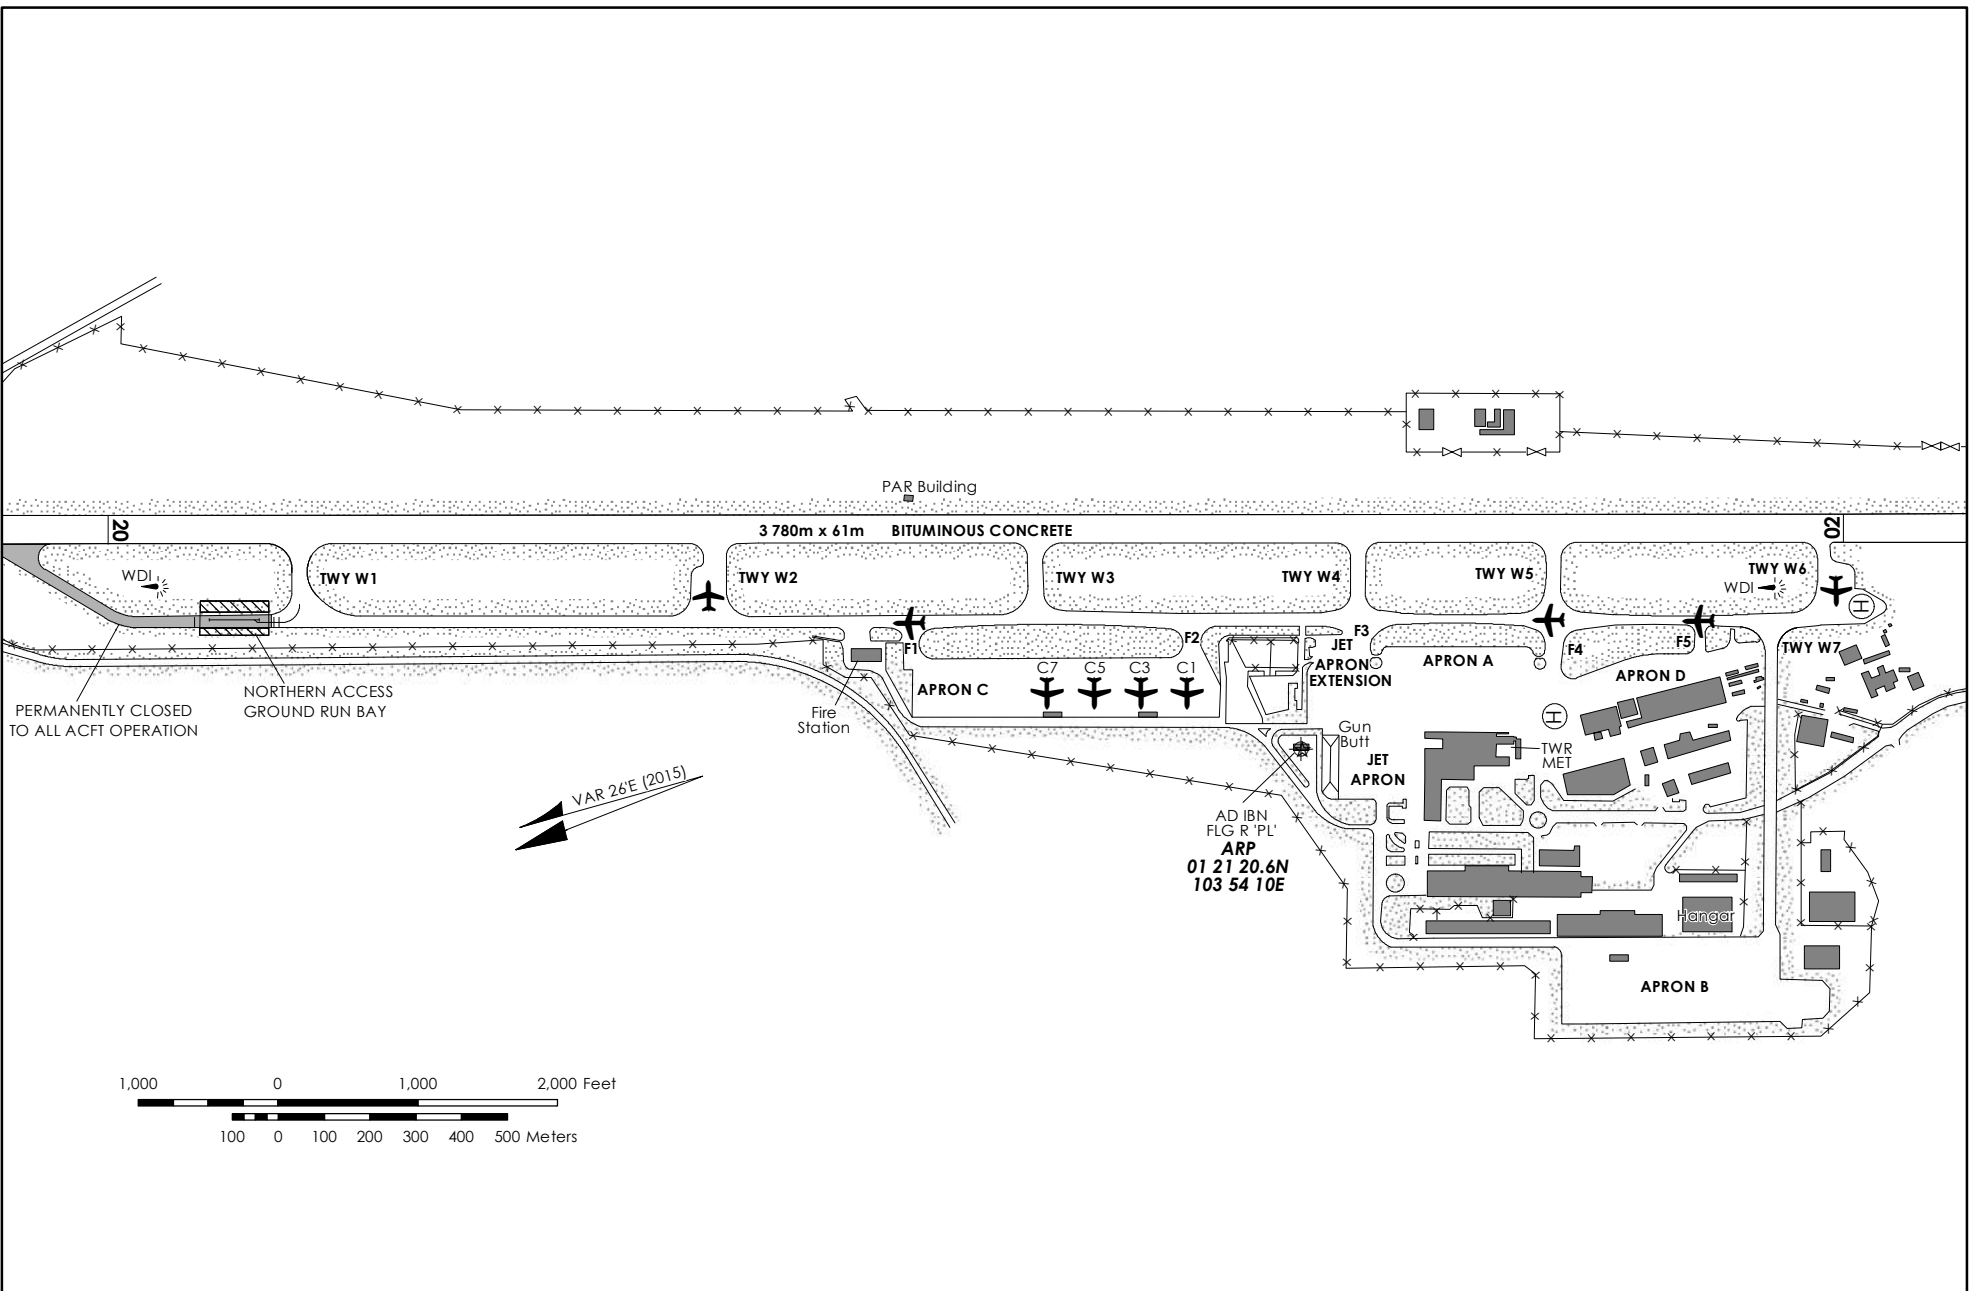 PAR Building
20
3 780m x 61m BITUMINOUS CONCRETE
02
WDI
TWY W1
TWY W2
TWY W3
TWY W4
TWY W5
TWY W6
WDI
H
F1
F2
F3
JET
APRON
EXTENSION
APRON A
F4
F5
APRON D
TWY W7
C7
C5
C3
C1
APRON C
NORTHERN ACCESS
GROUND RUN BAY
PERMANENTLY CLOSED
TO ALL ACFT OPERATION
Fire
Station
H
Gun
Butt
JET
APRON
TWR
MET
VAR 26'E (2015)
AD IBN
FLG R 'PL'
ARP
01 21 20.6N
103 54 10E
Hangar
APRON B
1,000 0 1,000 2,000 Feet
100 0 100 200 300 400 500 Meters